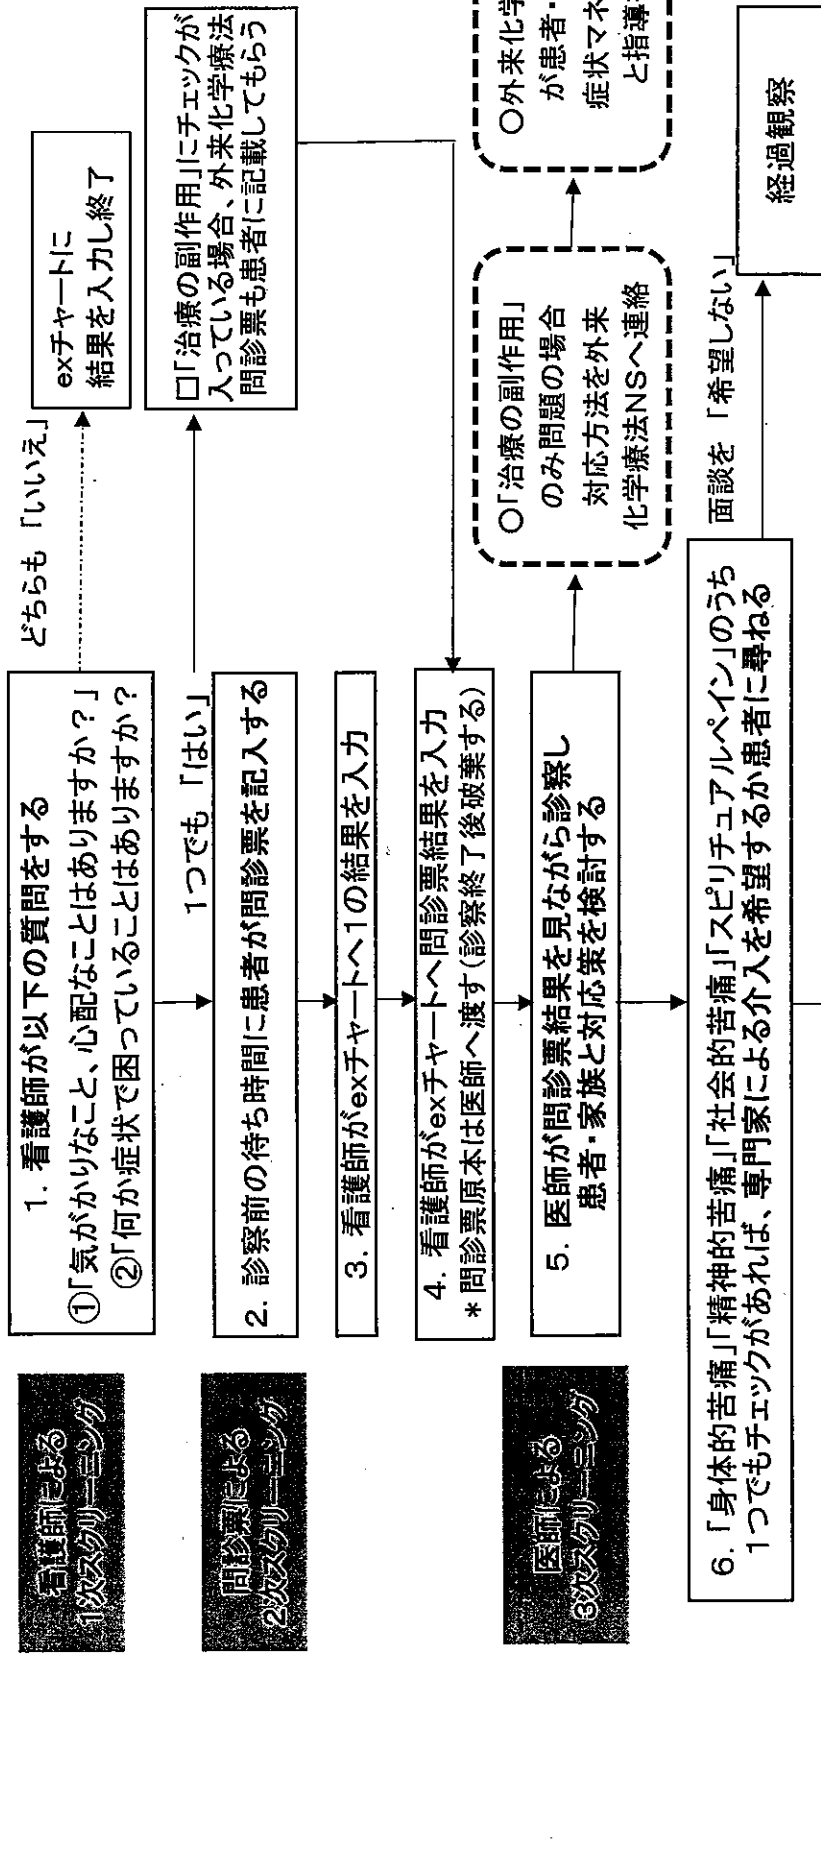 看護師による
1次スクリーニング
1. 看護師が以下の質問をする
①「気がかりなこと、心配なことはありますか?」
②「何か症状で困っていることはありますか?
どちらも「いいえ」
exチャートに
結果を入力し終了
1つでも「はい」
問診票による
2次スクリーニング
2. 診察前の待ち時間に患者が問診票を記入する
□「治療の副作用」にチェックが
入っている場合、外来化学療法
問診票も患者に記載してもらう
3. 看護師がexチャートへ1の結果を入力
4. 看護師がexチャートへ問診票結果を入力
*問診票原本は医師へ渡す(診察終了後破棄する)
医師による
3次スクリーニング
5. 医師が問診票結果を見ながら診察し
患者・家族と対応策を検討する
○「治療の副作用」
のみ問題の場合
対応方法を外来
化学療法NSへ連絡
○外来化学
が患者・
症状マネ
と指導
6.「身体的苦痛」「精神的苦痛」「社会的苦痛」「スピリチュアルペイン」のうち
1つでもチェックがあれば、専門家による介入を希望するか患者に尋ねる
面談を「希望しない」
経過観察